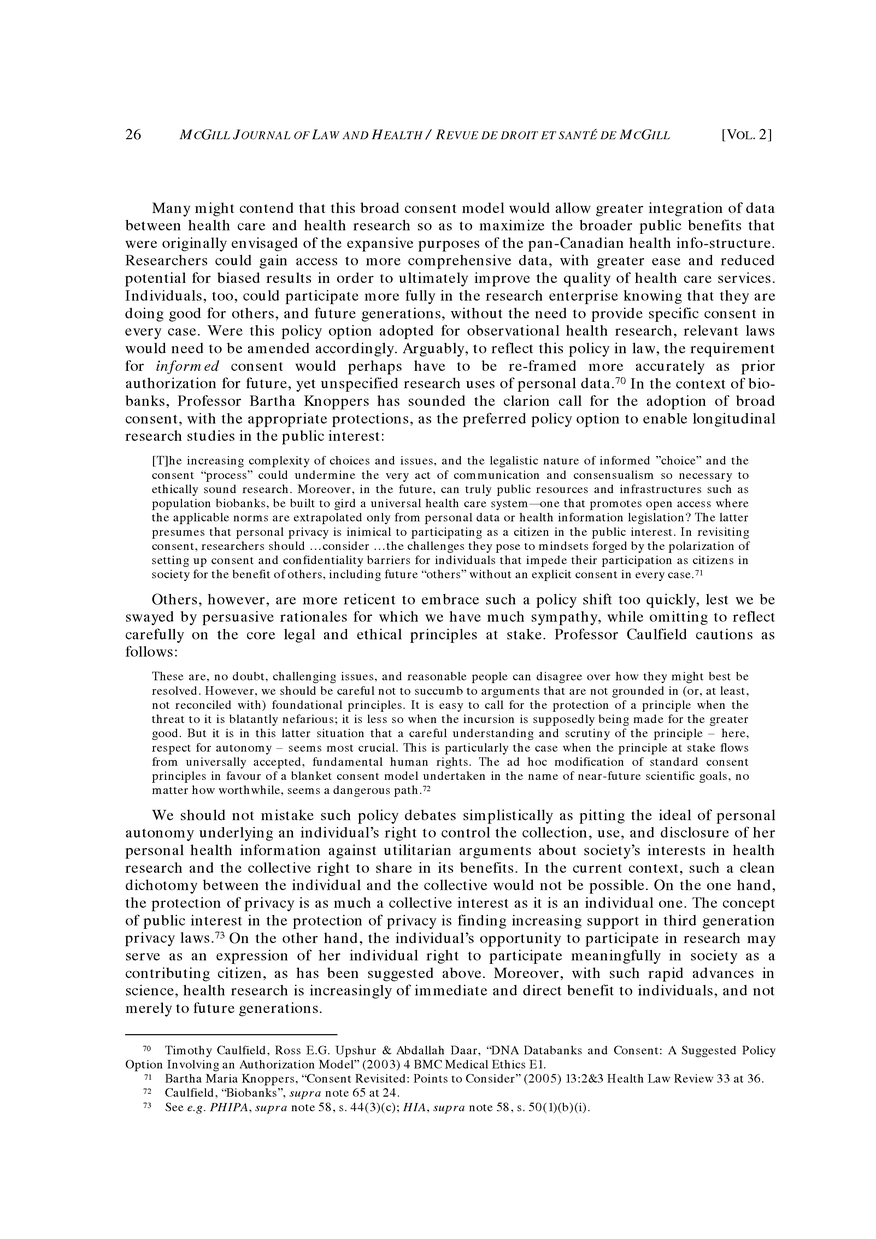 26 MCGILL JOURNAL OF LAW AND HEALTH / REVUE DE DROIT ET SANTÉ DE MCGILL [VOL. 2]
Many might contend that this broad consent model would allow greater integration of data
between health care and health research so as to maximize the broader public benefits that
were originally envisaged of the expansive purposes of the pan-Canadian health info-structure.
Researchers could gain access to more comprehensive data, with greater ease and reduced
potential for biased results in order to ultimately improve the quality of health care services.
Individuals, too, could participate more fully in the research enterprise knowing that they are
doing good for others, and future generations, without the need to provide specific consent in
every case. Were this policy option adopted for observational health research, relevant laws
would need to be amended accordingly. Arguably, to reflect this policy in law, the requirement
for informed consent would perhaps have to be re-framed more accurately as prior
authorization for future, yet unspecified research uses of personal data.70 In the context of bio-
banks, Professor Bartha Knoppers has sounded the clarion call for the adoption of broad
consent, with the appropriate protections, as the preferred policy option to enable longitudinal
research studies in the public interest:
[T]he increasing complexity of choices and issues, and the legalistic nature of informed ”choice” and the
consent “process” could undermine the very act of communication and consensualism so necessary to
ethically sound research. Moreover, in the future, can truly public resources and infrastructures such as
population biobanks, be built to gird a universal health care system—one that promotes open access where
the applicable norms are extrapolated only from personal data or health information legislation? The latter
presumes that personal privacy is inimical to participating as a citizen in the public interest. In revisiting
consent, researchers should …consider …the challenges they pose to mindsets forged by the polarization of
setting up consent and confidentiality barriers for individuals that impede their participation as citizens in
society for the benefit of others, including future “others” without an explicit consent in every case.71
Others, however, are more reticent to embrace such a policy shift too quickly, lest we be
swayed by persuasive rationales for which we have much sympathy, while omitting to reflect
carefully on the core legal and ethical principles at stake. Professor Caulfield cautions as
follows:
These are, no doubt, challenging issues, and reasonable people can disagree over how they might best be
resolved. However, we should be careful not to succumb to arguments that are not grounded in (or, at least,
not reconciled with) foundational principles. It is easy to call for the protection of a principle when the
threat to it is blatantly nefarious; it is less so when the incursion is supposedly being made for the greater
good. But it is in this latter situation that a careful understanding and scrutiny of the principle – here,
respect for autonomy – seems most crucial. This is particularly the case when the principle at stake flows
from universally accepted, fundamental human rights. The ad hoc modification of standard consent
principles in favour of a blanket consent model undertaken in the name of near-future scientific goals, no
matter how worthwhile, seems a dangerous path.72
We should not mistake such policy debates simplistically as pitting the ideal of personal
autonomy underlying an individual’s right to control the collection, use, and disclosure of her
personal health information against utilitarian arguments about society’s interests in health
research and the collective right to share in its benefits. In the current context, such a clean
dichotomy between the individual and the collective would not be possible. On the one hand,
the protection of privacy is as much a collective interest as it is an individual one. The concept
of public interest in the protection of privacy is finding increasing support in third generation
privacy laws.73 On the other hand, the individual’s opportunity to participate in research may
serve as an expression of her individual right to participate meaningfully in society as a
contributing citizen, as has been suggested above. Moreover, with such rapid advances in
science, health research is increasingly of immediate and direct benefit to individuals, and not
merely to future generations.
70 Timothy Caulfield, Ross E.G. Upshur & Abdallah Daar, “DNA Databanks and Consent: A Suggested Policy
Option Involving an Authorization Model” (2003) 4 BMC Medical Ethics E1.
71 Bartha Maria Knoppers, “Consent Revisited: Points to Consider” (2005) 13:2&3 Health Law Review 33 at 36.
72 Caulfield, “Biobanks”, supra note 65 at 24.
73 See e.g. PHIPA, supra note 58, s. 44(3)(c); HIA, supra note 58, s. 50(1)(b)(i).